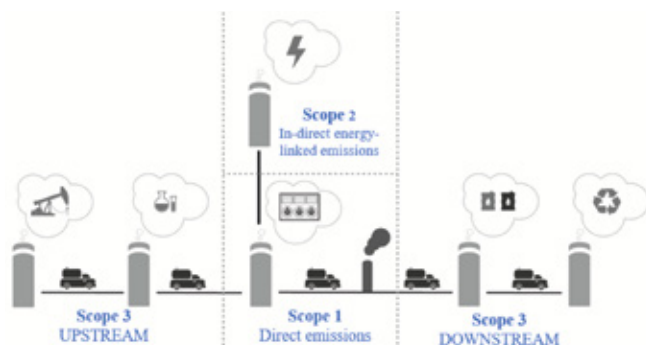 Scope 2
In-direct energy-
linked emissions
Scope 3
UPSTREAM
Scope 1
Direct emissions
Scope 3
DOWNSTREAM